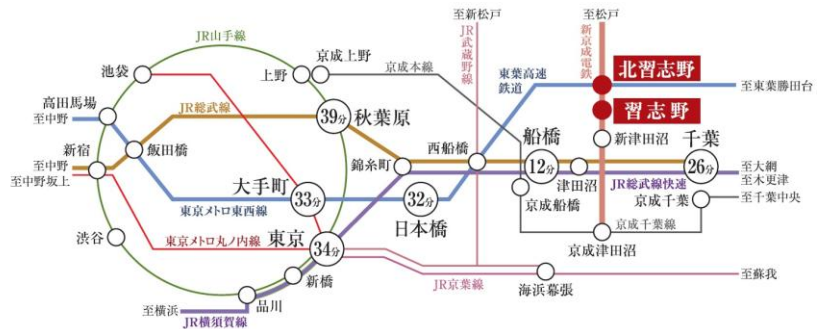 至新松戸
至松戸
JR山手線
JR武蔵野線
新京成電鉄
池袋
京成上野
上野
京成本線
東葉高速
鉄道
北習志野
至東葉勝田台
高田馬場
至中野
JR総武線
39分
秋葉原
習志野
飯田橋
新宿
至中野
至中野坂上
西船橋
船橋
新津田沼
千葉
錦糸町
12分
津田沼
26分
至大網
至木更津
JR総武線快速
大手町
33分
32分
日本橋
京成船橋
京成千葉
至千葉中央
東京メトロ東西線
京成千葉線
渋谷
東京メトロ丸ノ内線
東京
34分
京成津田沼
新橋
海浜幕張
至蘇我
JR京葉線
品川
至横浜
JR横須賀線